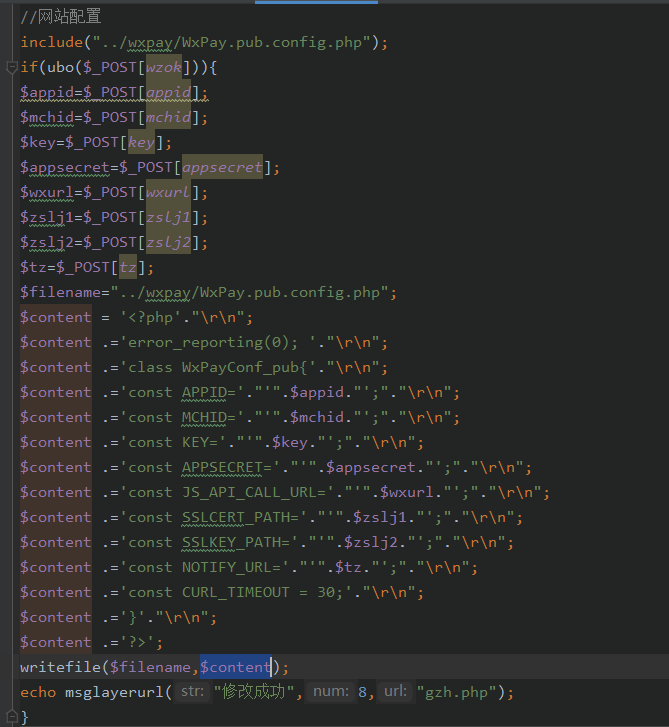 //网站配置
include("../wxpay/WxPay.pub.config.php");
if(ubo($_POST[wzok])){
$appid=$_POST[appid];
$mchid=$_POST[mchid];
$key=$_POST[key];
$appsecret=$_POST[appsecret];
$wxurl=$_POST[wxurl];
$zslj1=$_POST[zslj1];
$zslj2=$_POST[zslj2];
$tz=$_POST[tz];
$filename="../wxpay/WxPay.pub.config.php";
$content = '<?php'."\r\n";
$content .='error_reporting(0); '."\r\n";
$content .='class WxPayConf_pub{'."\r\n";
$content .='const APPID='."'".$appid."';"."\r\n";
$content .='const MCHID='."'".$mchid."';"."\r\n";
$content .='const KEY='."'".$key."';"."\r\n";
$content .='const APPSECRET='."'".$appsecret."';"."\r\n";
$content .='const JS_API_CALL_URL='."'".$wxurl."';"."\r\n";
$content .='const SSLCERT_PATH='."'".$zslj1."';"."\r\n";
$content .='const SSLKEY_PATH='."'".$zslj2."';"."\r\n";
$content .='const NOTIFY_URL='."'".$tz."';"."\r\n";
$content .='const CURL_TIMEOUT = 30;'."\r\n";
$content .='}'."\r\n";
$content .='?>';
writefile($filename,$content);
echo msglayerurl( str: "修改成功", num: 8, url: "gzh.php");
}